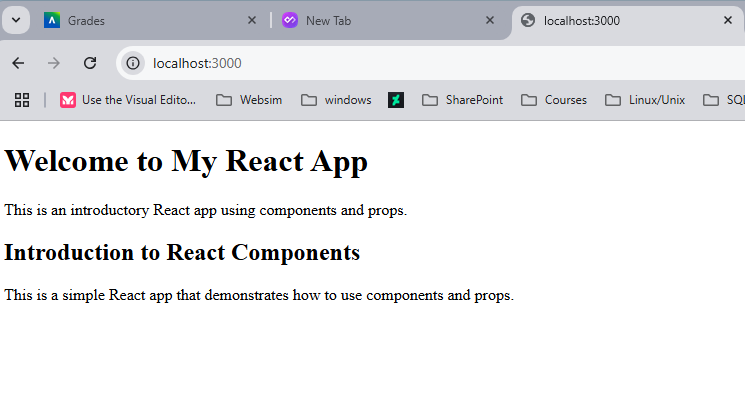 Grades
New Tab
localhost:3000
localhost:3000
Use the Visual Edito...
Websim
windows
SharePoint
Courses
Linux/Unix
SQL
Welcome to My React App
This is an introductory React app using components and props.
Introduction to React Components
This is a simple React app that demonstrates how to use components and props.